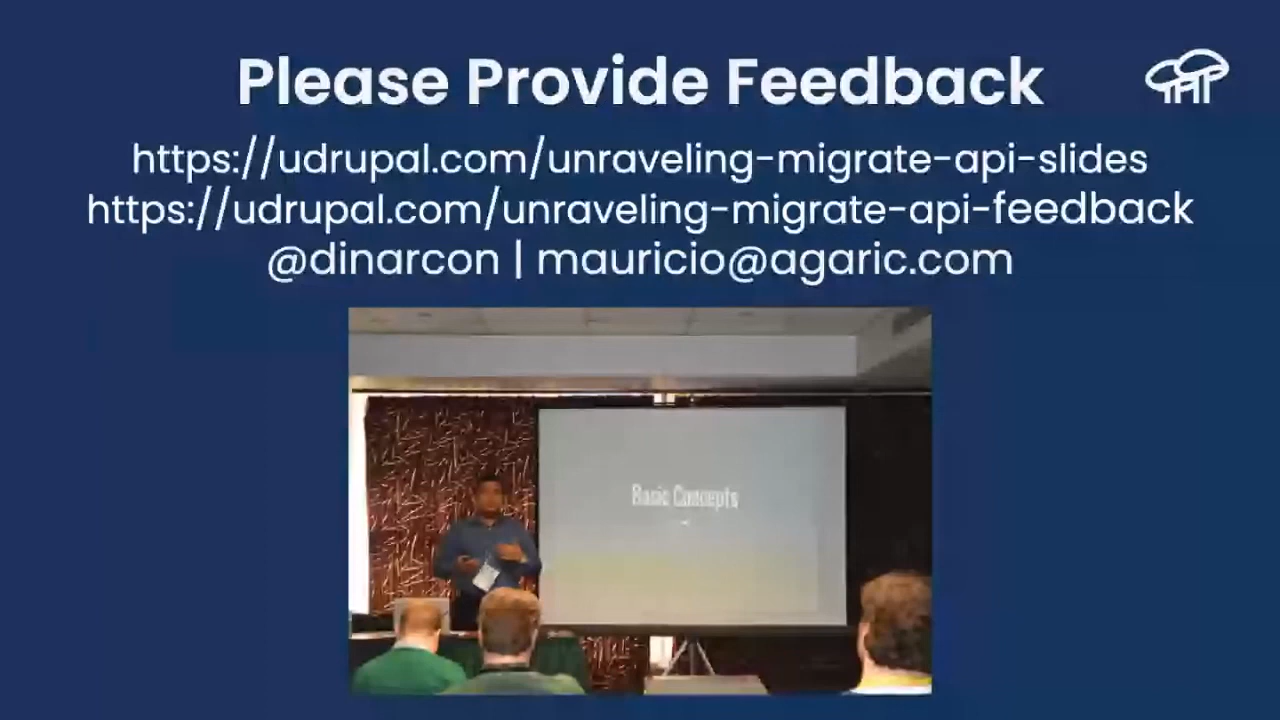 Please Provide Feedback
https://udrupal.com/unraveling-migrate-api-slides
https://udrupal.com/unraveling-migrate-api-feedback
@dinarcon | mauricio@agaric.com
Basic Concepts